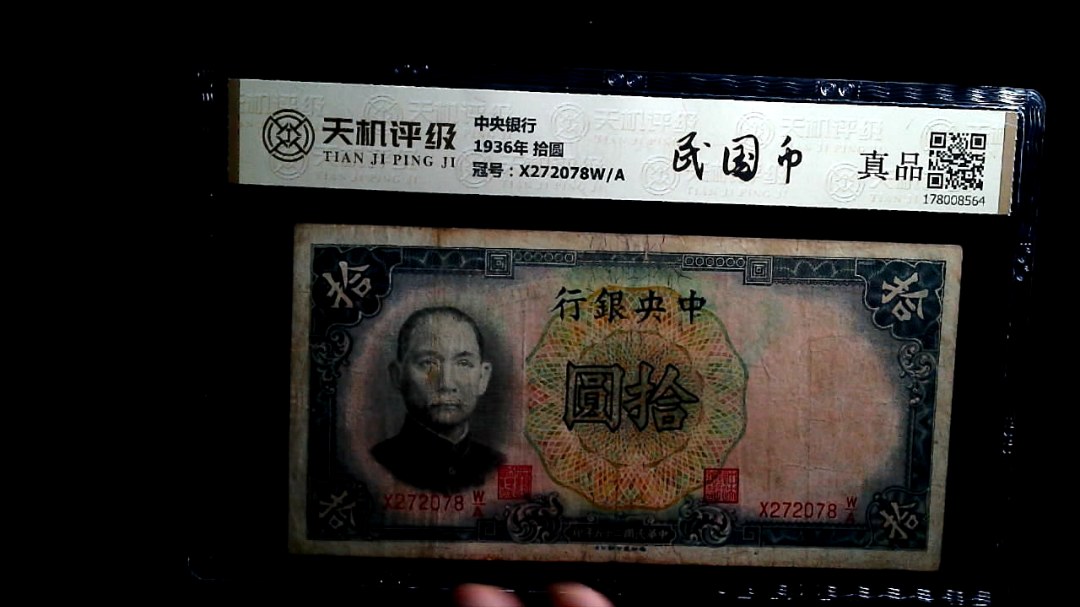 天机评级
TIAN JI PING JI
中央银行
1936年 拾圆
冠号：X272078W/A
民国币
真品
178008564
拾
拾
行銀央中
圓拾
X272078 W/A
X272078 W/A
拾
拾